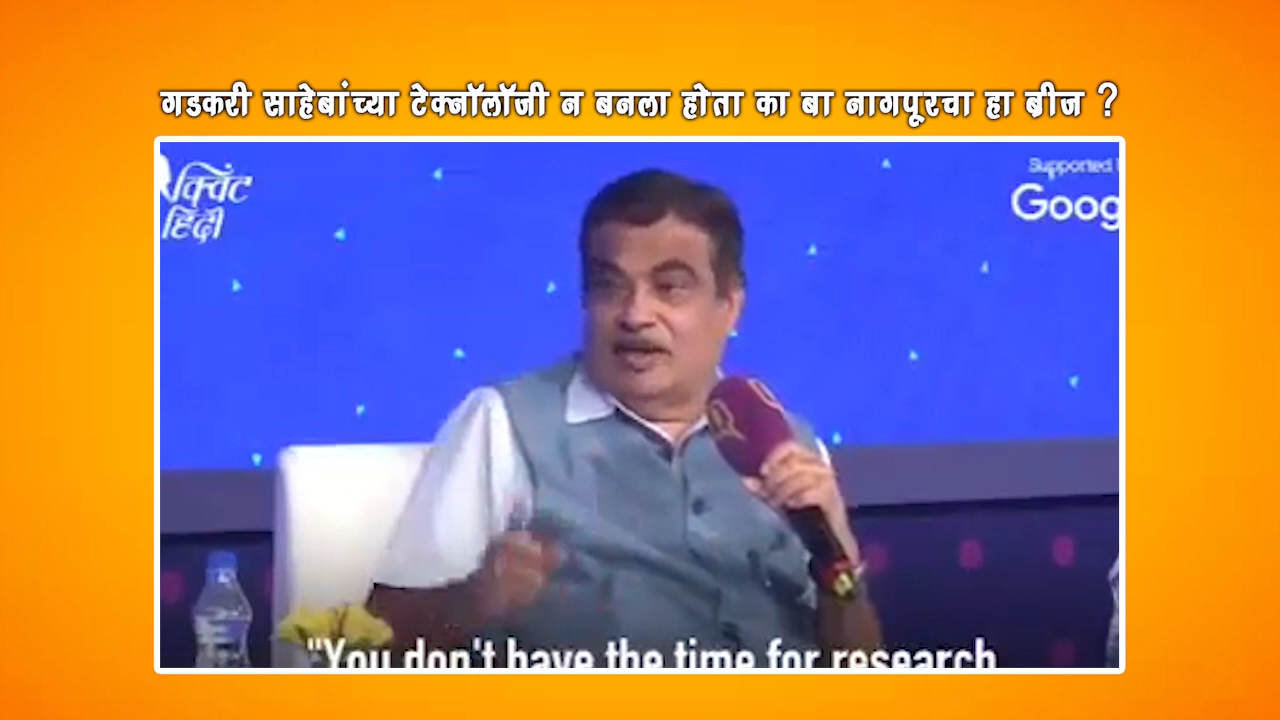 गडकरी साहेबांच्या टेक्नॉलॉजी न बनला होता का बा नागपूरचा हा ब्रीज ?
क्विंट
हिंदी
Supported
Goog
"You don't have the time for research